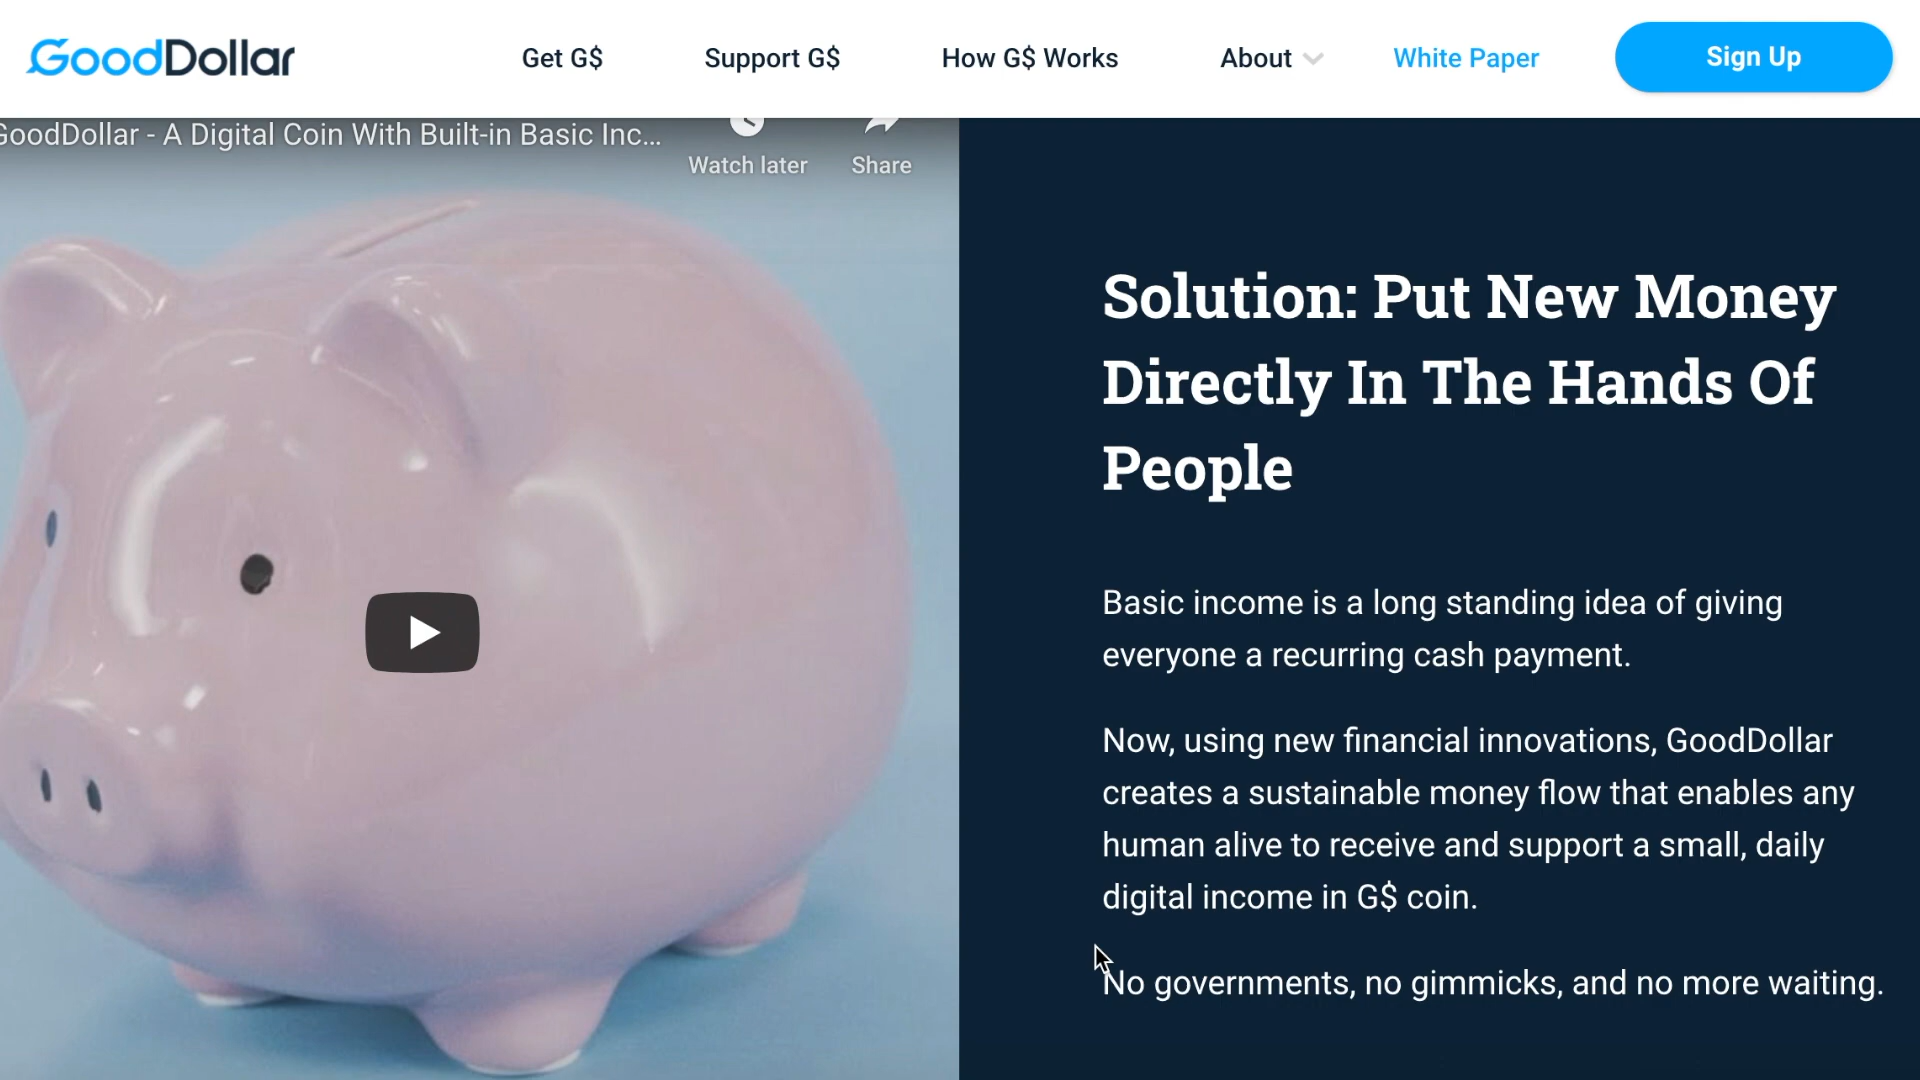 GoodDollar
Get G$
Support G$
How G$ Works
About
White Paper
Sign Up
GoodDollar - A Digital Coin With Built-in Basic Inc...
Watch later
Share
Solution: Put New Money
Directly In The Hands Of
People
Basic income is a long standing idea of giving
everyone a recurring cash payment.
Now, using new financial innovations, GoodDollar
creates a sustainable money flow that enables any
human alive to receive and support a small, daily
digital income in G$ coin.
No governments, no gimmicks, and no more waiting.